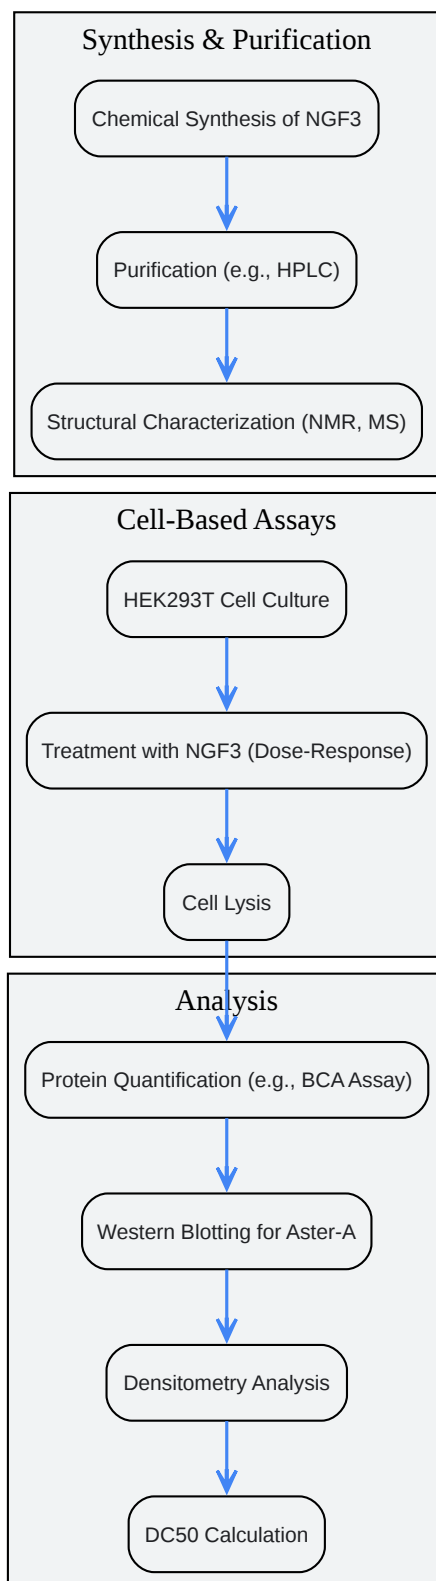 Synthesis & Purification
Chemical Synthesis of NGF3
Purification (e.g., HPLC)
Structural Characterization (NMR, MS)
Cell-Based Assays
HEK293T Cell Culture
Treatment with NGF3 (Dose-Response)
Cell Lysis
Analysis
Protein Quantification (e.g., BCA Assay)
Western Blotting for Aster-A
Densitometry Analysis
DC50 Calculation